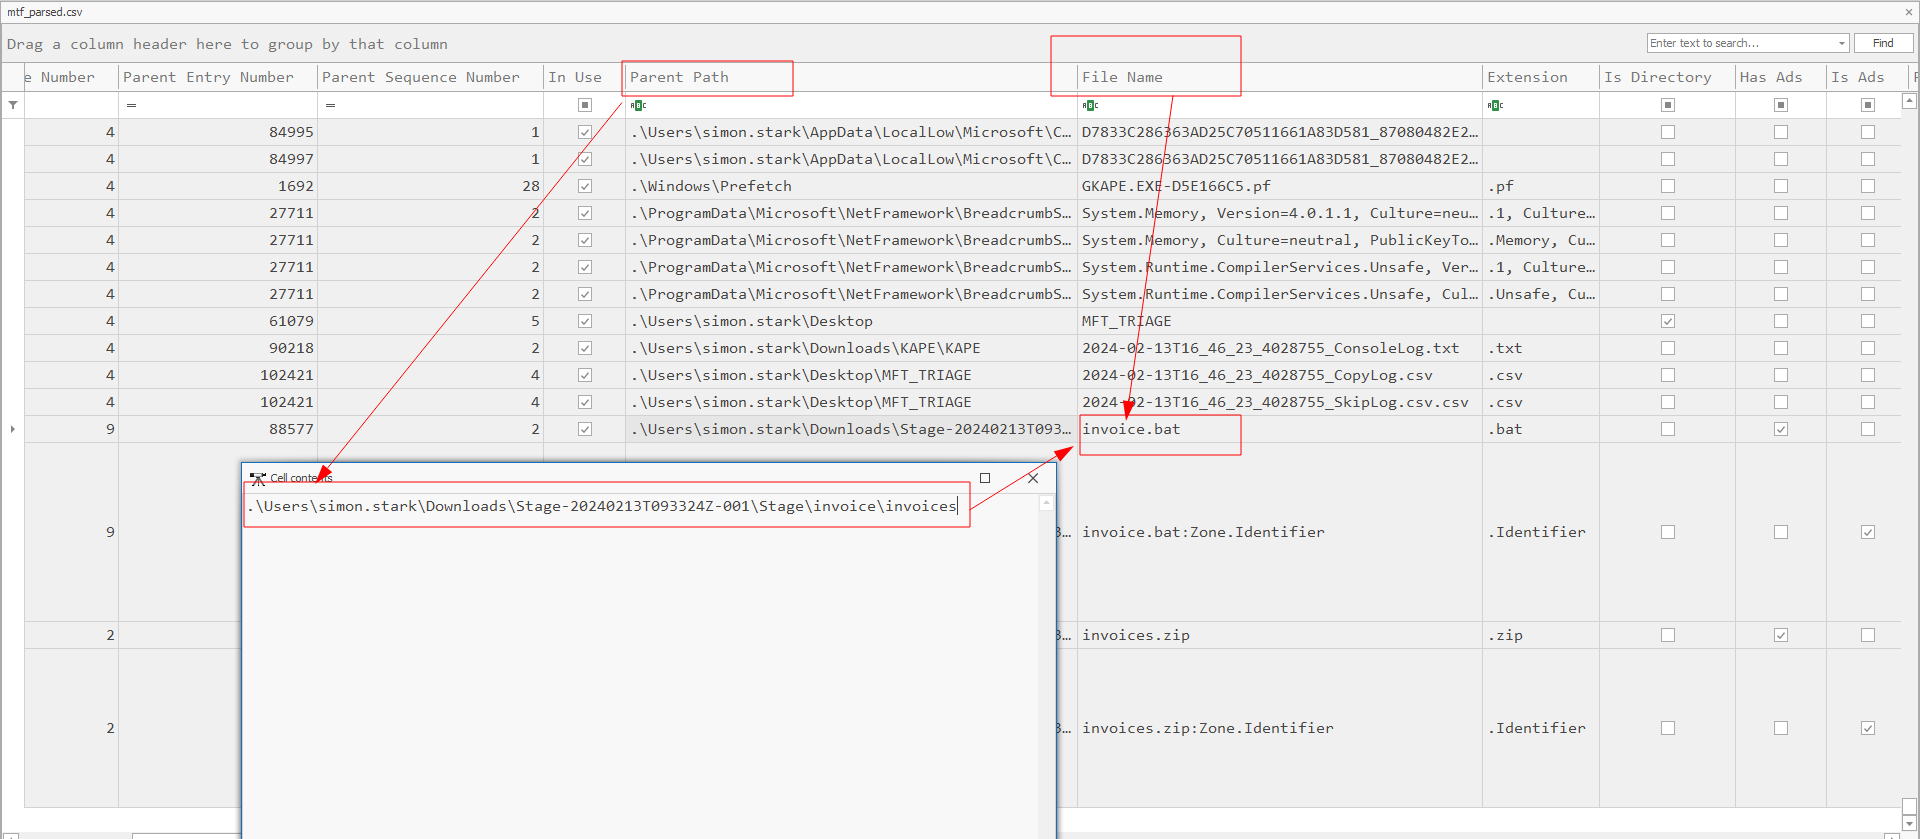 mtf_parsed.csv
Drag a column header here to group by that column
Enter text to search... Find
e Number Parent Entry Number Parent Sequence Number In Use Parent Path File Name Extension Is Directory Has Ads Is Ads
= = ABC ABC ABC
4 84995 1 .\Users\simon.stark\AppData\LocalLow\Microsoft\C... D7833C286363AD25C70511661A83D581_87080482E2...
4 84997 1 .\Users\simon.stark\AppData\LocalLow\Microsoft\C... D7833C286363AD25C70511661A83D581_87080482E2...
4 1692 28 .\Windows\Prefetch GKAPE.EXE-D5E166C5.pf .pf
4 27711 2 .\ProgramData\Microsoft\NetFramework\BreadcrumbS... System.Memory, Version=4.0.1.1, Culture=neu... .1, Culture...
4 27711 2 .\ProgramData\Microsoft\NetFramework\BreadcrumbS... System.Memory, Culture=neutral, PublicKeyTo... .Memory, Cu...
4 27711 2 .\ProgramData\Microsoft\NetFramework\BreadcrumbS... System.Runtime.CompilerServices.Unsafe, Ver... .1, Culture...
4 27711 2 .\ProgramData\Microsoft\NetFramework\BreadcrumbS... System.Runtime.CompilerServices.Unsafe, Cul... .Unsafe, Cu...
4 61079 5 .\Users\simon.stark\Desktop MFT_TRIAGE
4 90218 2 .\Users\simon.stark\Downloads\KAPE\KAPE 2024-02-13T16_46_23_4028755_ConsoleLog.txt .txt
4 102421 4 .\Users\simon.stark\Desktop\MFT_TRIAGE 2024-02-13T16_46_23_4028755_CopyLog.csv .csv
4 102421 4 .\Users\simon.stark\Desktop\MFT_TRIAGE 2024-02-13T16_46_23_4028755_SkipLog.csv.csv .csv
9 88577 2 .\Users\simon.stark\Downloads\Stage-20240213T093... invoice.bat .bat
Cell contents
.\Users\simon.stark\Downloads\Stage-20240213T093324Z-001\Stage\invoice\invoices
9 3... invoice.bat:Zone.Identifier .Identifier
2 3... invoices.zip .zip
2 3... invoices.zip:Zone.Identifier .Identifier